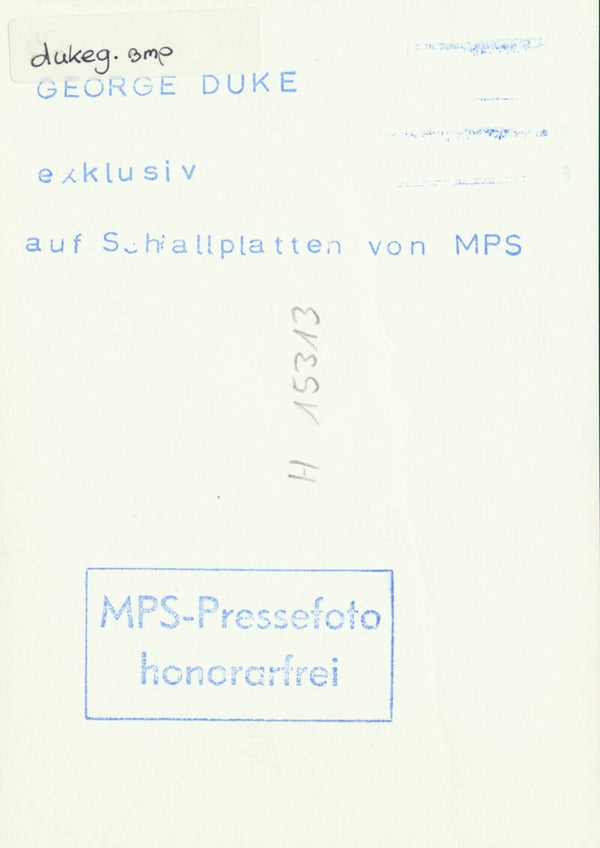 dukeg. Bmp
GEORGE DUKE
exklusiv
auf Schallplatten von MPS
H 15313
MPS-Pressefoto
honorarfrei